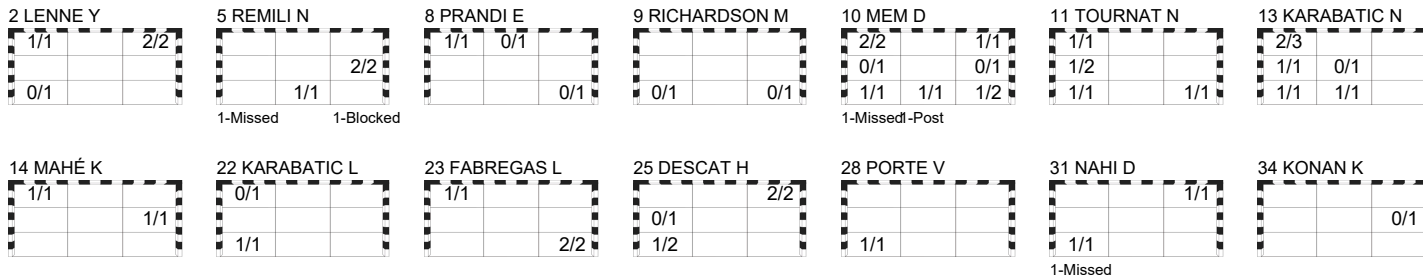 2 LENNE Y 5 REMILI N 8 PRANDI E 9 RICHARDSON M 10 MEM D 11 TOURNAT N 13 KARABATIC N
1/1 2/2 1/1 0/1 2/2 1/1 1/1 2/3
2/2 0/1 0/1 1/2 1/1 0/1
0/1 1/1 0/1 0/1 0/1 1/1 1/1 1/2 1/1 1/1 1/1 1/1
1-Missed 1-Blocked 1-Missed 1-Post
14 MAHÉ K 22 KARABATIC L 23 FABREGAS L 25 DESCAT H 28 PORTE V 31 NAHI D 34 KONAN K
1/1 0/1 1/1 2/2 1/1
1/1 0/1 0/1
1/1 2/2 1/2 1/1 1/1
1-Missed